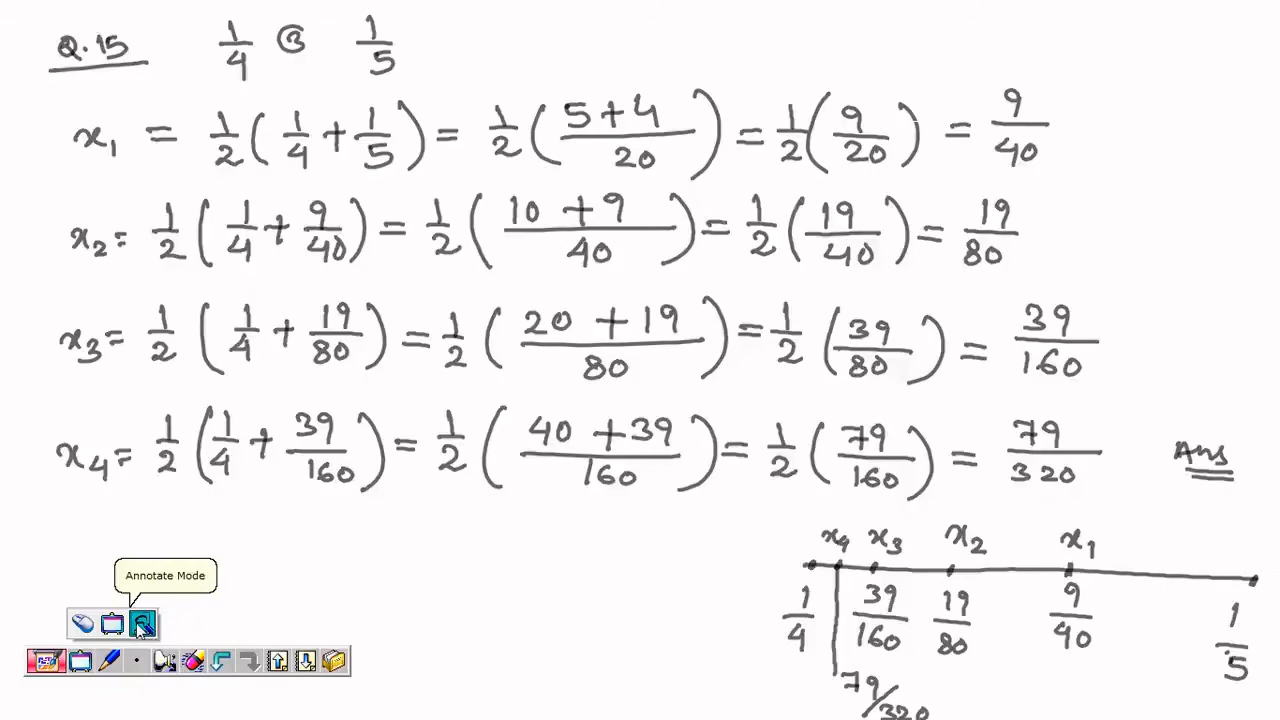 Q.15 1/4 & 1/5
x₁ = 1/2 ( 1/4 + 1/5 ) = 1/2 ( 5+4 / 20 ) = 1/2 ( 9/20 ) = 9/40
x₂ = 1/2 ( 1/4 + 9/40 ) = 1/2 ( 10 + 9 / 40 ) = 1/2 ( 19/40 ) = 19/80
x₃ = 1/2 ( 1/4 + 19/80 ) = 1/2 ( 20 + 19 / 80 ) = 1/2 ( 39/80 ) = 39/160
x₄ = 1/2 ( 1/4 + 39/160 ) = 1/2 ( 40 + 39 / 160 ) = 1/2 ( 79/160 ) = 79/320 Ans
x₄ x₃ x₂ x₁
1/4 39/160 19/80 9/40 1/5
79/320
Annotate Mode